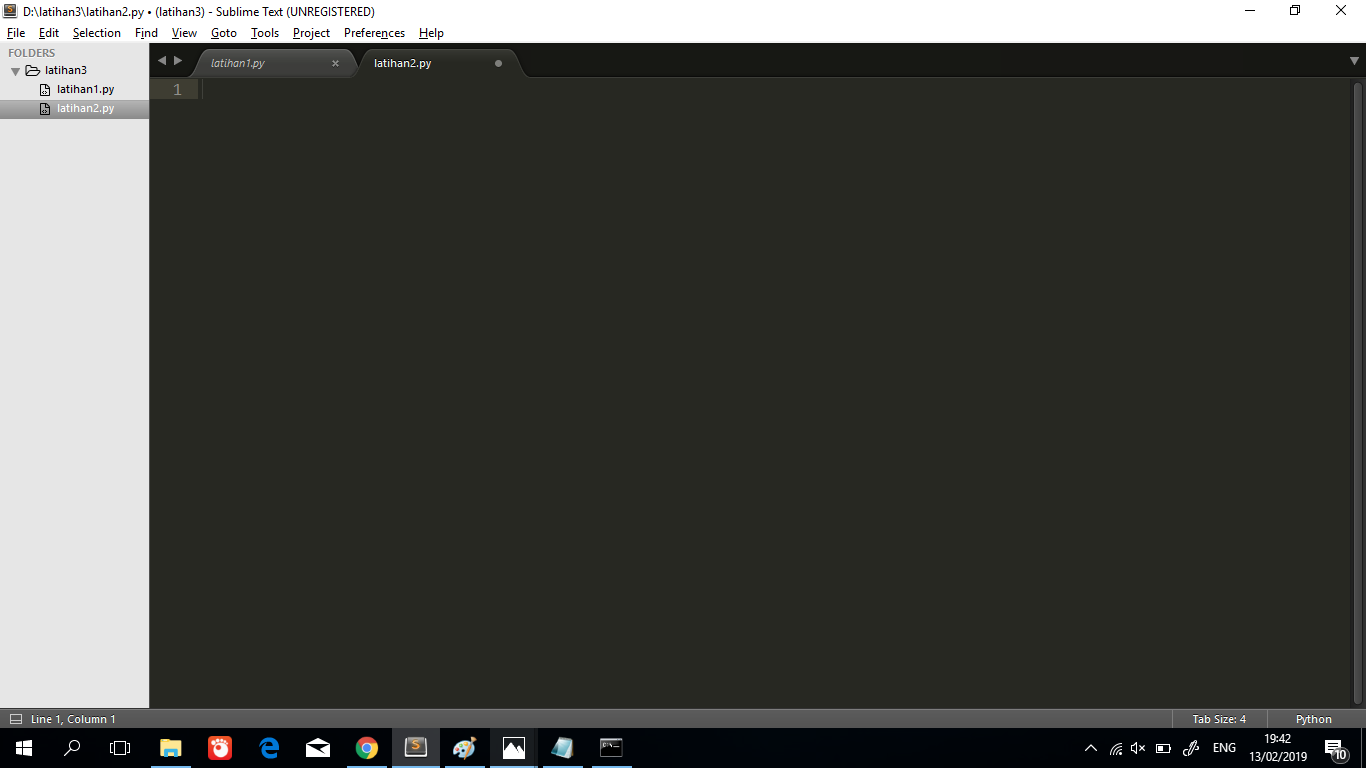 D:\latihan3\latihan2.py • (latihan3) - Sublime Text (UNREGISTERED)
File Edit Selection Find View Goto Tools Project Preferences Help
FOLDERS
latihan3
latihan1.py
latihan2.py
latihan1.py × latihan2.py
1
Line 1, Column 1 Tab Size: 4 Python
ENG
19:42
13/02/2019
10